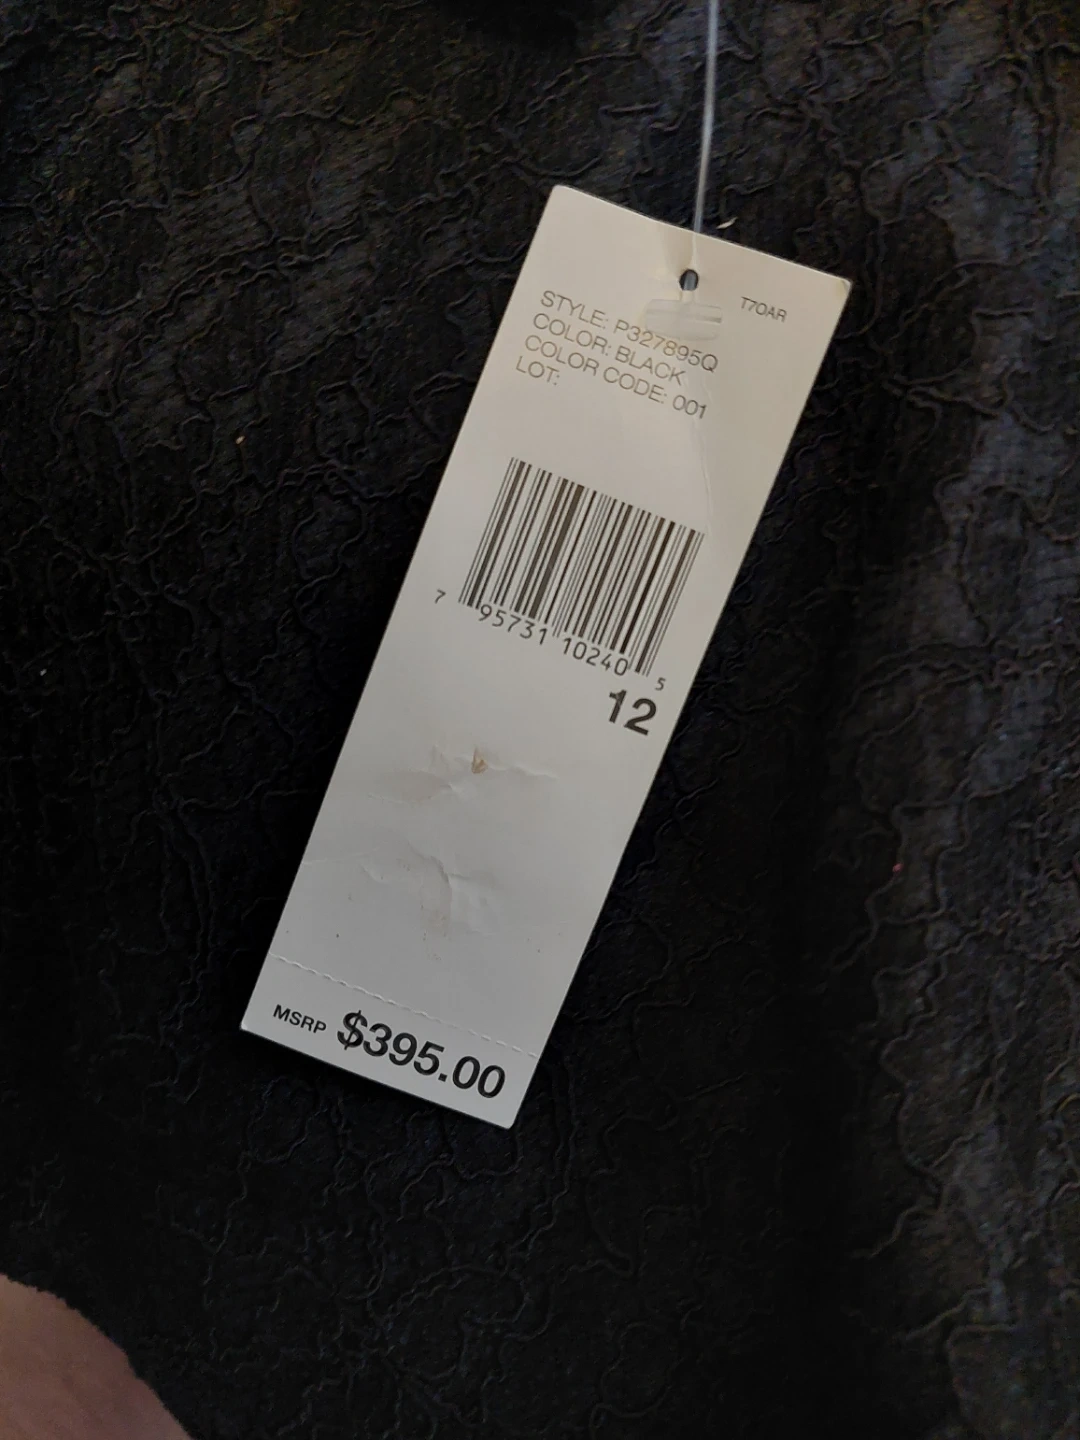 T70AR
STYLE: P327895Q
COLOR: BLACK
COLOR CODE: 001
LOT:
7 95731 10240 5
12
MSRP $395.00